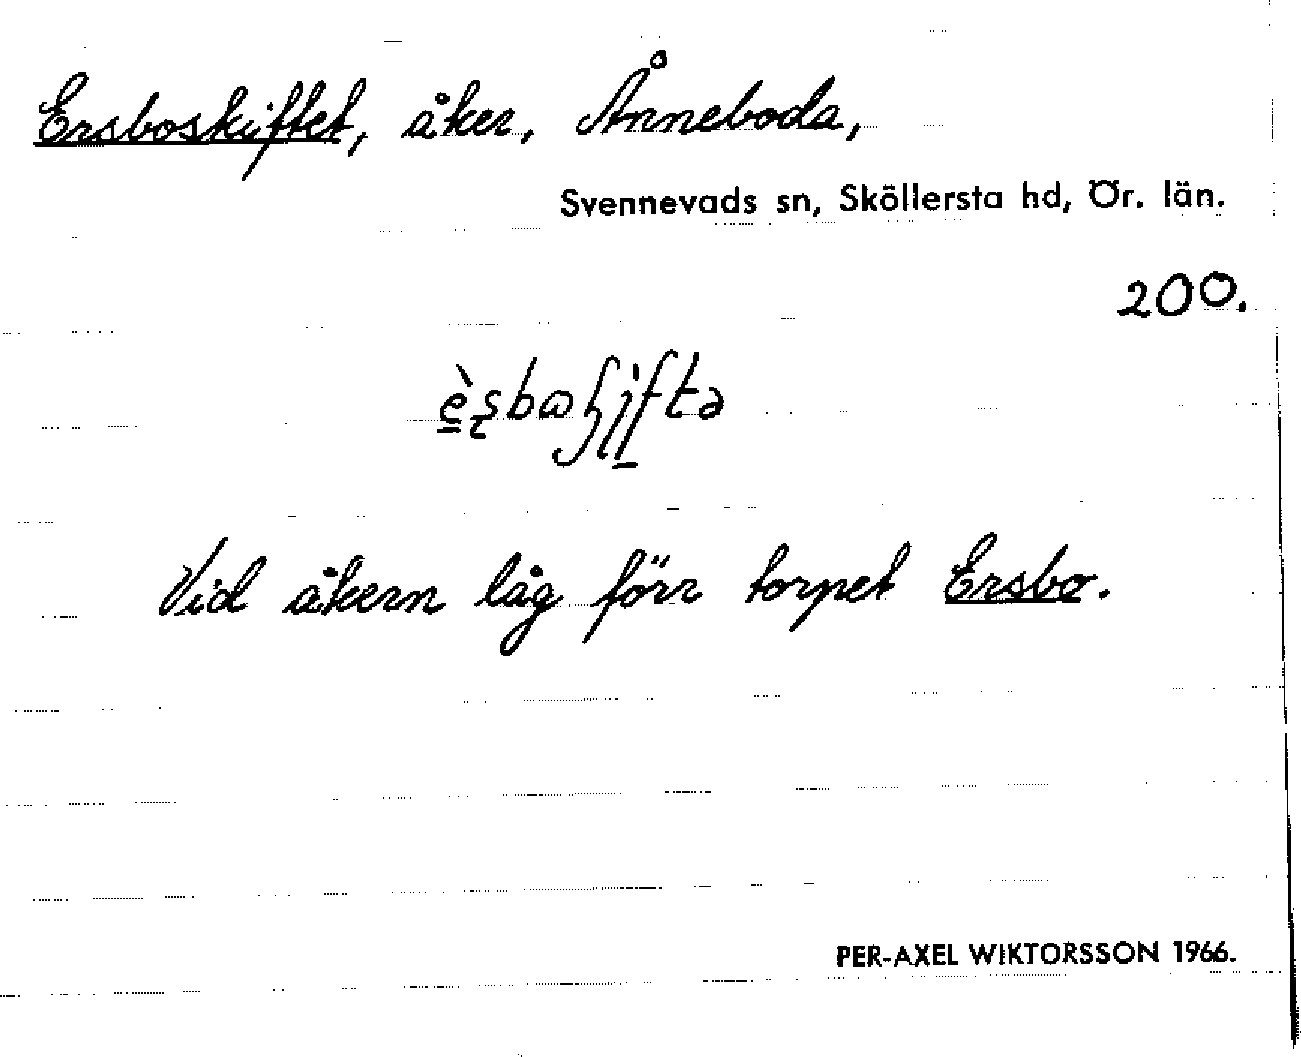 Ersboskiftet, åker, Ånneboda,
Svennevads sn, Sköllersta hd, Ör. län.
200.
Vid åkern låg förr torpet Ersbo.
PER-AXEL WIKTORSSON 1966.